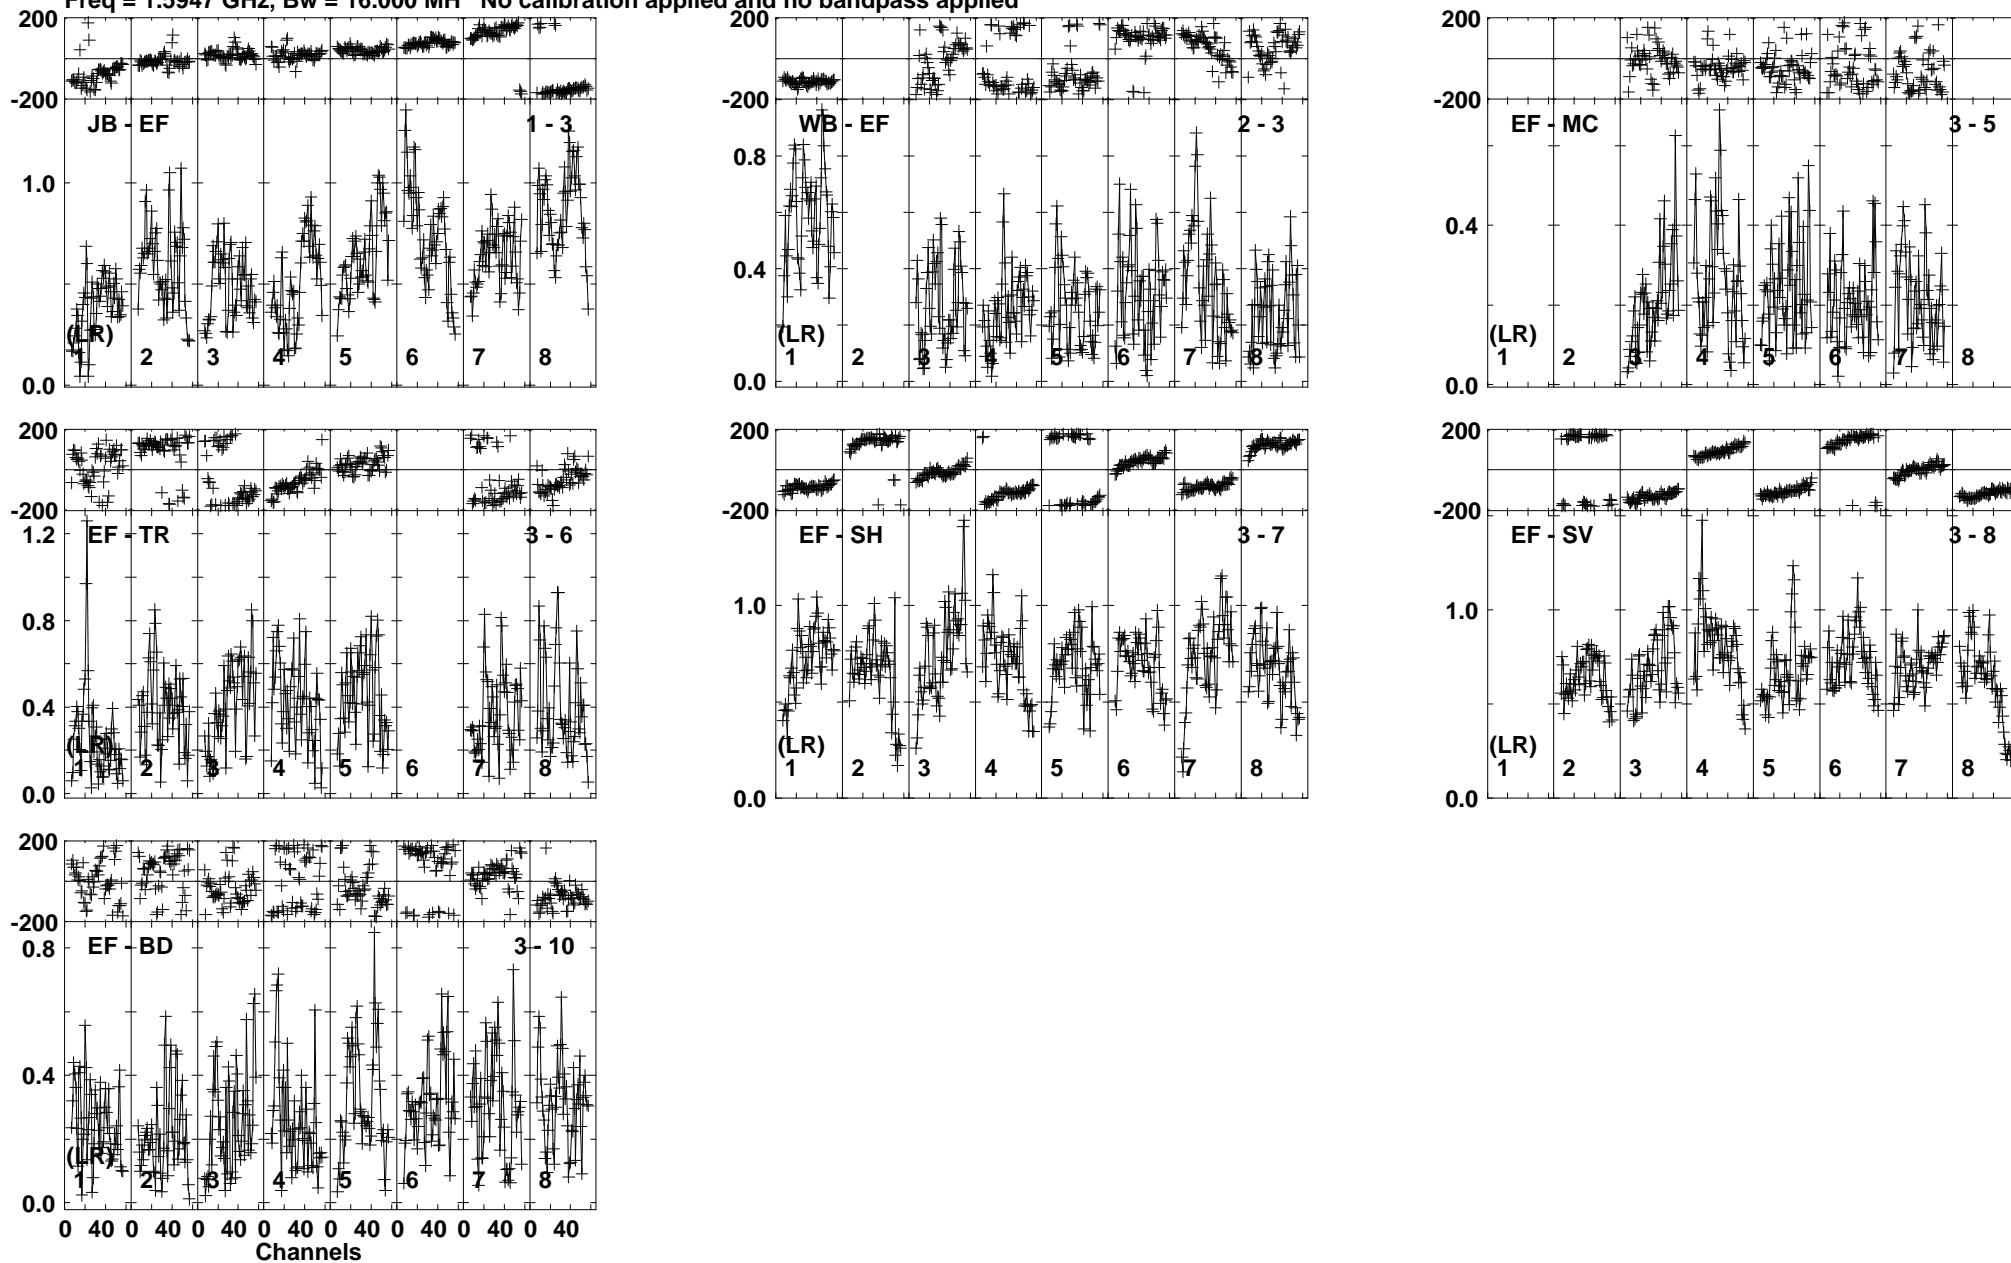 Freq = 1.5947 GHz, Bw = 16.000 MH No calibration applied and no bandpass applied
200
-200
JB - EF
1 - 3
1.0
0.0
(LR)
1 2 3 4 5 6 7 8
200
-200
WB - EF
2 - 3
0.8
0.4
0.0
(LR)
1 2 3 4 5 6 7 8
200
-200
EF - MC
3 - 5
0.4
0.0
(LR)
1 2 3 4 5 6 7 8
200
-200
EF - TR
3 - 6
1.2
0.8
0.4
0.0
(LR)
1 2 3 4 5 6 7 8
200
-200
EF - SH
3 - 7
1.0
0.0
(LR)
1 2 3 4 5 6 7 8
200
-200
EF - SV
3 - 8
1.0
0.0
(LR)
1 2 3 4 5 6 7 8
200
-200
EF - BD
3 - 10
0.8
0.4
0.0
(LR)
1 2 3 4 5 6 7 8
0 40 0 40 0 40 0 40 0 40 0 40 0 40 0 40
Channels